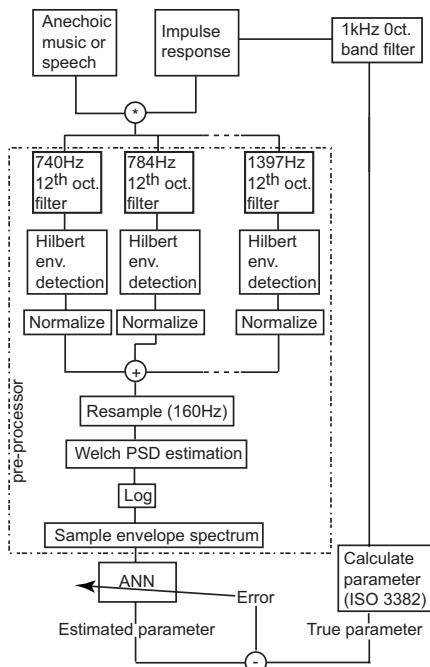 Anechoic
music or
speech
Impulse
response
1kHz Oct.
band filter
*
740Hz
12th oct.
filter
784Hz
12th oct.
filter
1397Hz
12th oct.
filter
Hilbert
env.
detection
Hilbert
env.
detection
Hilbert
env.
detection
Normalize
Normalize
Normalize
+
pre-processor
Resample (160Hz)
Welch PSD estimation
Log
Sample envelope spectrum
ANN
Calculate
parameter
(ISO 3382)
Error
Estimated parameter
True parameter
-